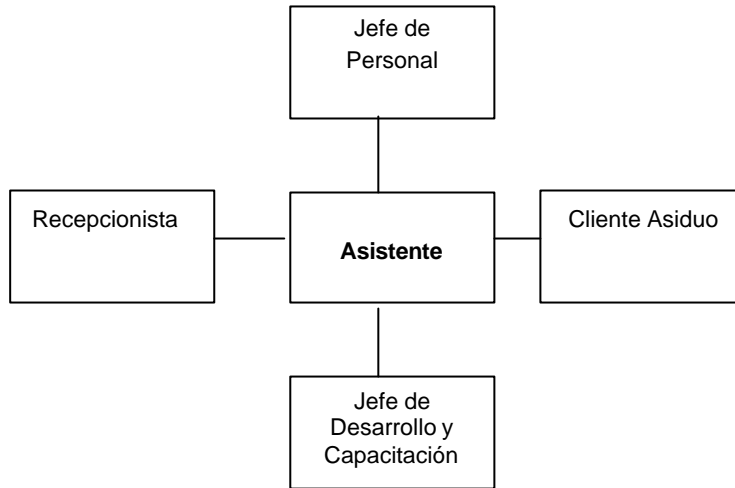 Jefe de
Personal
Recepcionista
Asistente
Cliente Asiduo
Jefe de
Desarrollo y
Capacitación